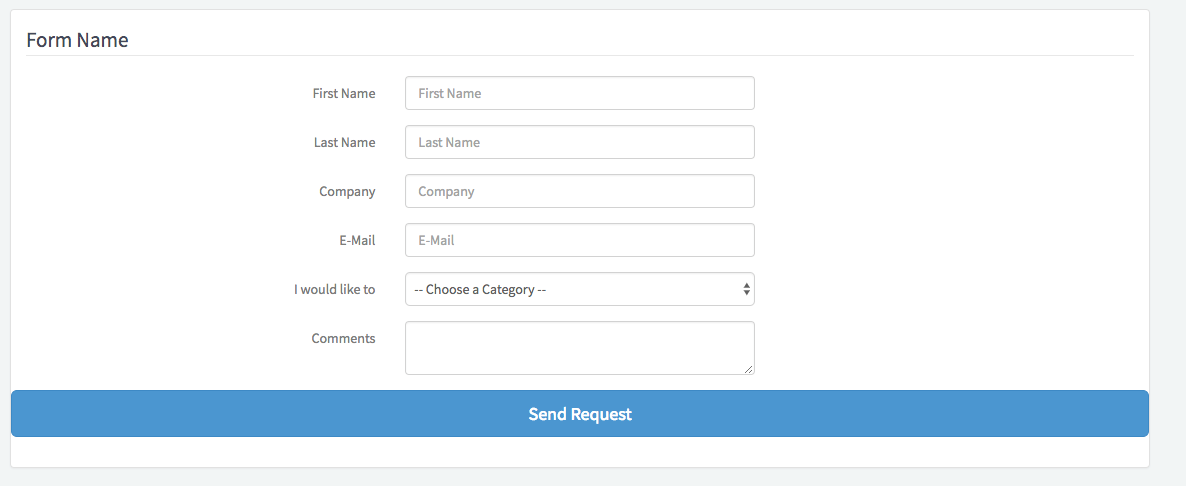 Form Name
First Name First Name
Last Name Last Name
Company Company
E-Mail E-Mail
I would like to -- Choose a Category --
Comments
Send Request